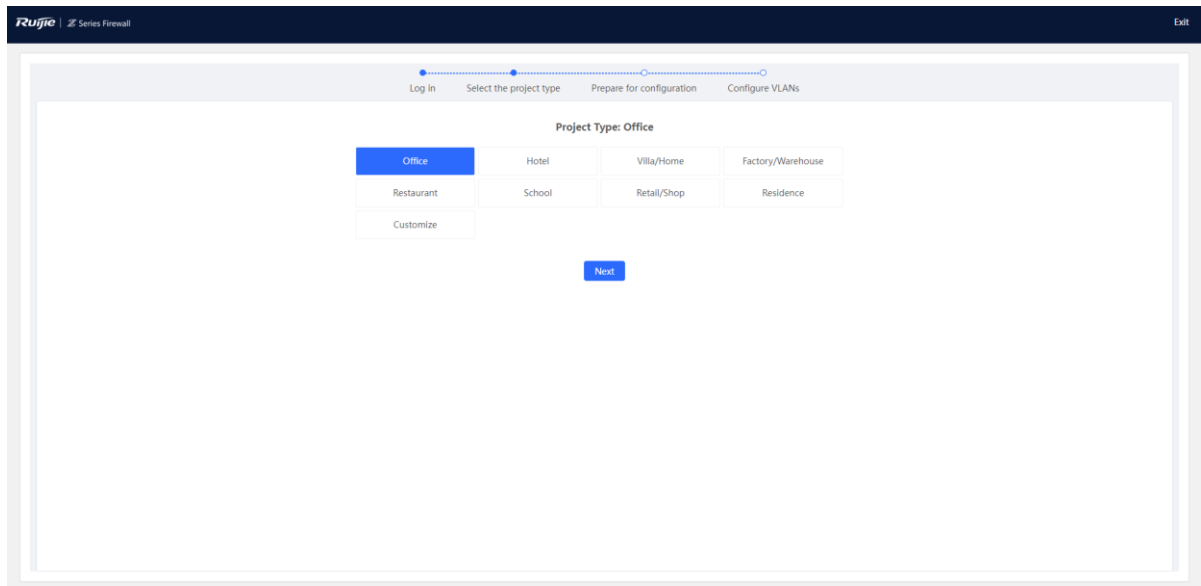 Ruijie | Z Series Firewall
Exit
Log in Select the project type Prepare for configuration Configure VLANs
Project Type: Office
Office Hotel Villa/Home Factory/Warehouse
Restaurant School Retail/Shop Residence
Customize
Next